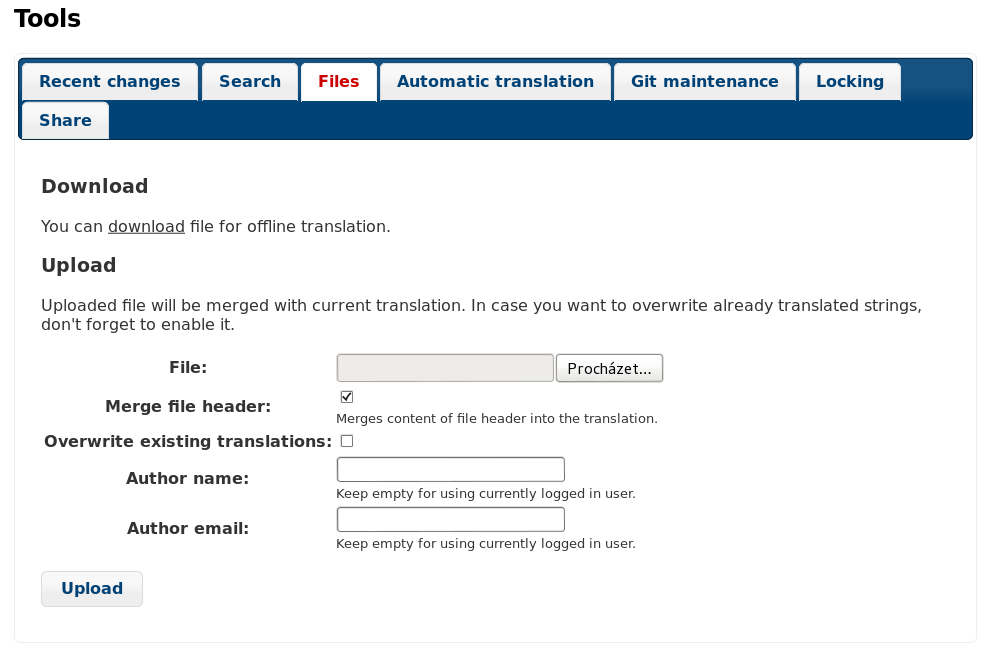 Tools
Recent changes Search Files Automatic translation Git maintenance Locking
Share
Download
You can download file for offline translation.
Upload
Uploaded file will be merged with current translation. In case you want to overwrite already translated strings,
don't forget to enable it.
File: Procházet...
Merge file header:
Merges content of file header into the translation.
Overwrite existing translations:
Author name:
Keep empty for using currently logged in user.
Author email:
Keep empty for using currently logged in user.
Upload